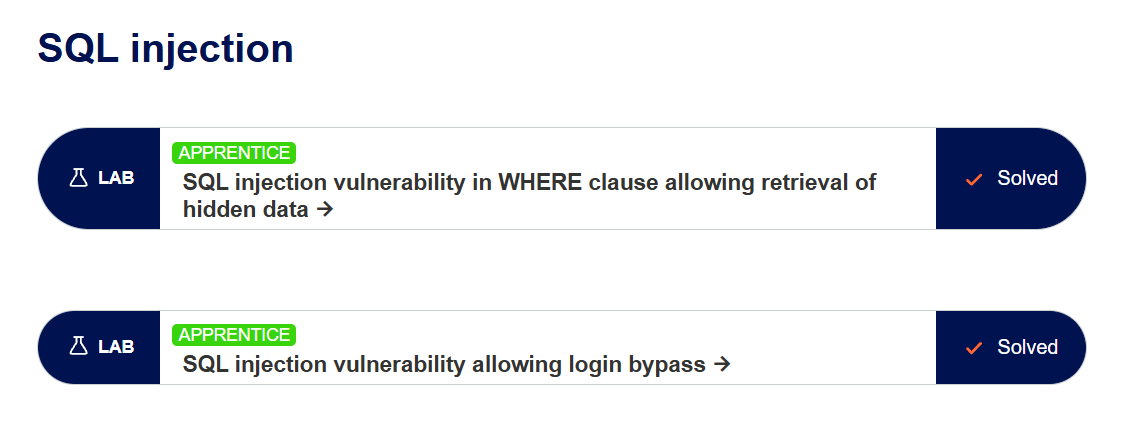 SQL injection
APPRENTICE
LAB
SQL injection vulnerability in WHERE clause allowing retrieval of
hidden data →
Solved
APPRENTICE
LAB
SQL injection vulnerability allowing login bypass →
Solved